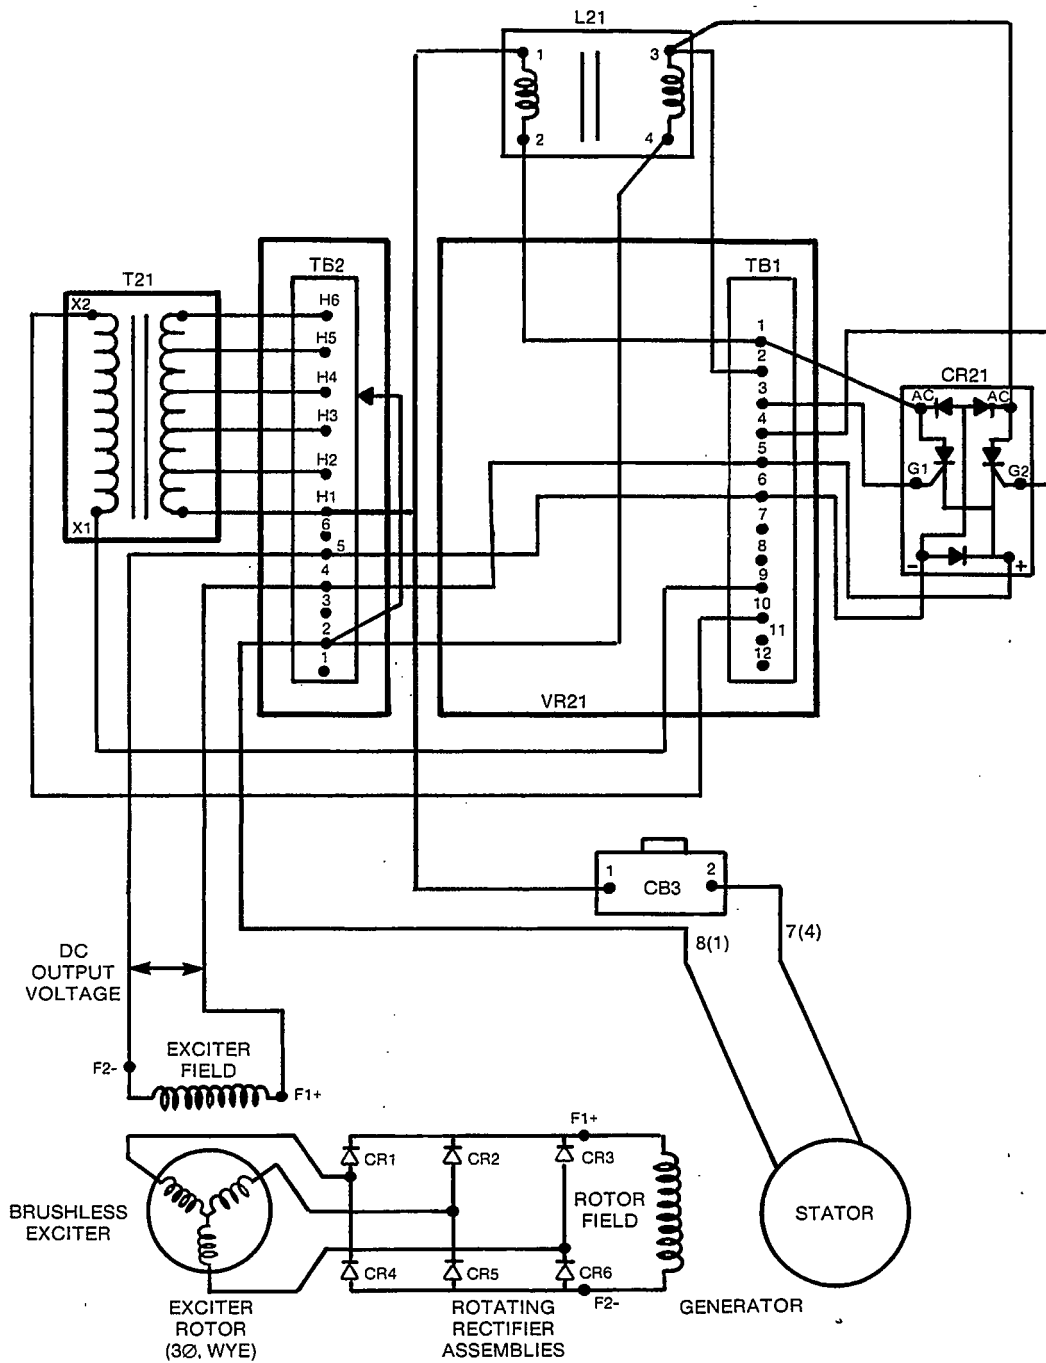 L21
1
3
2
4
T21
X2
X1
TB2
H6
H5
H4
H3
H2
H1
6
5
4
3
2
1
TB1
1
2
3
4
5
6
7
8
9
10
11
12
VR21
CR21
AC
AC
G1
G2
-
+
1
CB3
2
8(1)
7(4)
DC
OUTPUT
VOLTAGE
EXCITER
FIELD
F2-
F1+
BRUSHLESS
EXCITER
EXCITER
ROTOR
(3Ø, WYE)
CR1
CR2
CR3
CR4
CR5
CR6
F1+
F2-
ROTOR
FIELD
ROTATING
RECTIFIER
ASSEMBLIES
STATOR
GENERATOR